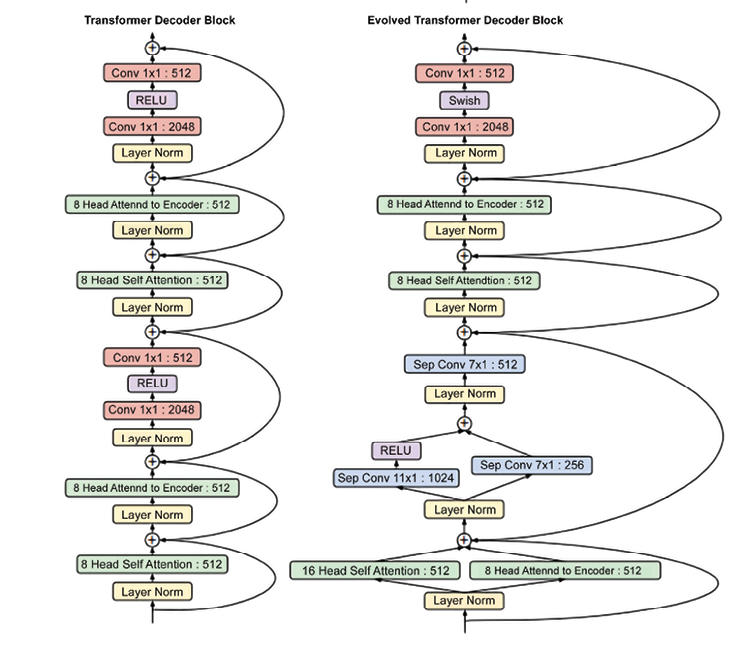 Transformer Decoder Block
Conv 1x1 : 512
RELU
Conv 1x1 : 2048
Layer Norm
8 Head Attennd to Encoder : 512
Layer Norm
8 Head Self Attention : 512
Layer Norm
Conv 1x1 : 512
RELU
Conv 1x1 : 2048
Layer Norm
8 Head Attennd to Encoder : 512
Layer Norm
8 Head Self Attention : 512
Layer Norm
Evolved Transformer Decoder Block
Conv 1x1 : 512
Swish
Conv 1x1 : 2048
Layer Norm
8 Head Attennd to Encoder : 512
Layer Norm
8 Head Self Attendtion : 512
Layer Norm
Sep Conv 7x1 : 512
Layer Norm
RELU
Sep Conv 11x1 : 1024
Sep Conv 7x1 : 256
Layer Norm
16 Head Self Attention : 512
8 Head Attennd to Encoder : 512
Layer Norm